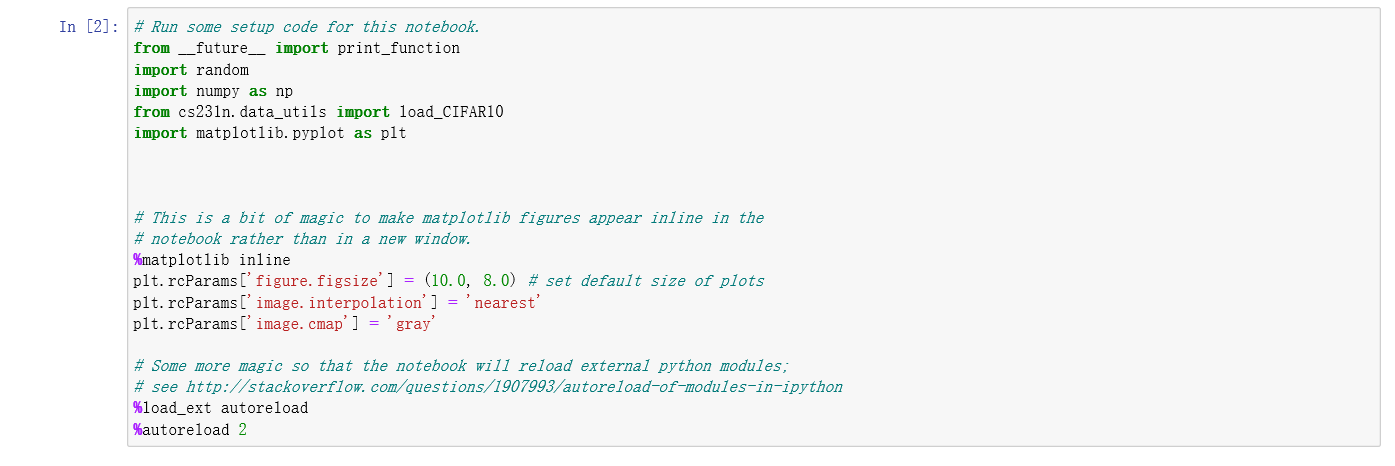 In [2]:
# Run some setup code for this notebook.
from __future__ import print_function
import random
import numpy as np
from cs231n.data_utils import load_CIFAR10
import matplotlib.pyplot as plt
# This is a bit of magic to make matplotlib figures appear inline in the
# notebook rather than in a new window.
%matplotlib inline
plt.rcParams['figure.figsize'] = (10.0, 8.0) # set default size of plots
plt.rcParams['image.interpolation'] = 'nearest'
plt.rcParams['image.cmap'] = 'gray'
# Some more magic so that the notebook will reload external python modules;
# see http://stackoverflow.com/questions/1907993/autoreload-of-modules-in-ipython
%load_ext autoreload
%autoreload 2